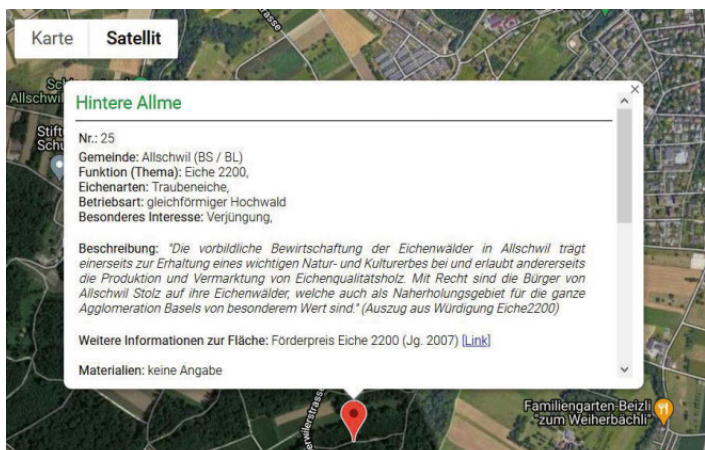 Karte Satellit
Allschwil
Stift
Schu
Hintere Allme
Nr.: 25
Gemeinde: Allschwil (BS / BL)
Funktion (Thema): Eiche 2200,
Eichenarten: Traubeneiche,
Betriebsart: gleichförmiger Hochwald
Besonderes Interesse: Verjüngung,
Beschreibung: "Die vorbildliche Bewirtschaftung der Eichenwälder in Allschwil trägt
einerseits zur Erhaltung eines wichtigen Natur- und Kulturerbes bei und erlaubt andererseits
die Produktion und Vermarktung von Eichenqualitätsholz. Mit Recht sind die Bürger von
Allschwil Stolz auf ihre Eichenwälder, welche auch als Naherholungsgebiet für die ganze
Agglomeration Basels von besonderem Wert sind." (Auszug aus Würdigung Eiche2200)
Weitere Informationen zur Fläche: Förderpreis Eiche 2200 (Jg. 2007) [Link]
Materialien: keine Angabe
erwilerstrasse
Familiengarten-Beizli
"zum Weiherbächli"